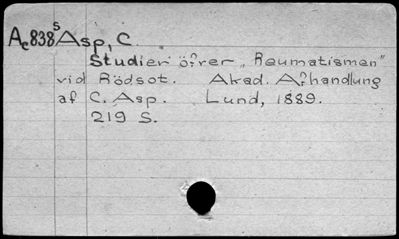 Ac838s Asp, C.
Studier öfver „Reumatismen"
vid Rödsot. Akad. Afhandling
af C. Asp. Lund, 1889.
219 S.